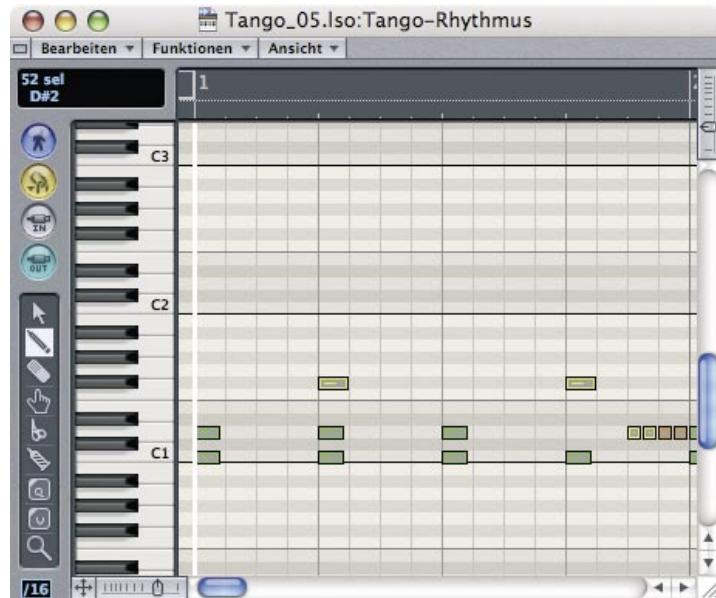 Tango_05.lso:Tango-Rhythmus
Bearbeiten Funktionen Ansicht
52 sel
D#2
1
C3
IN
OUT
C2
C1
/16